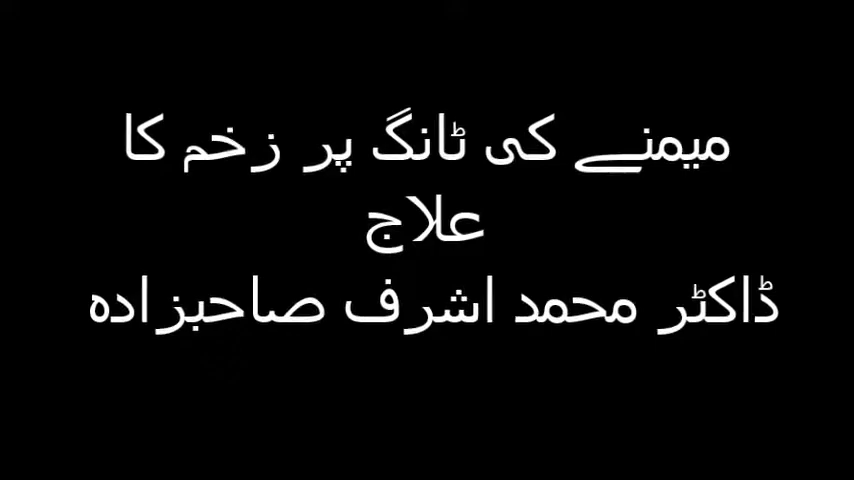 میمنے کی ٹانگ پر زخم کا
علاج
ڈاکٹر محمد اشرف صاحبزادہ